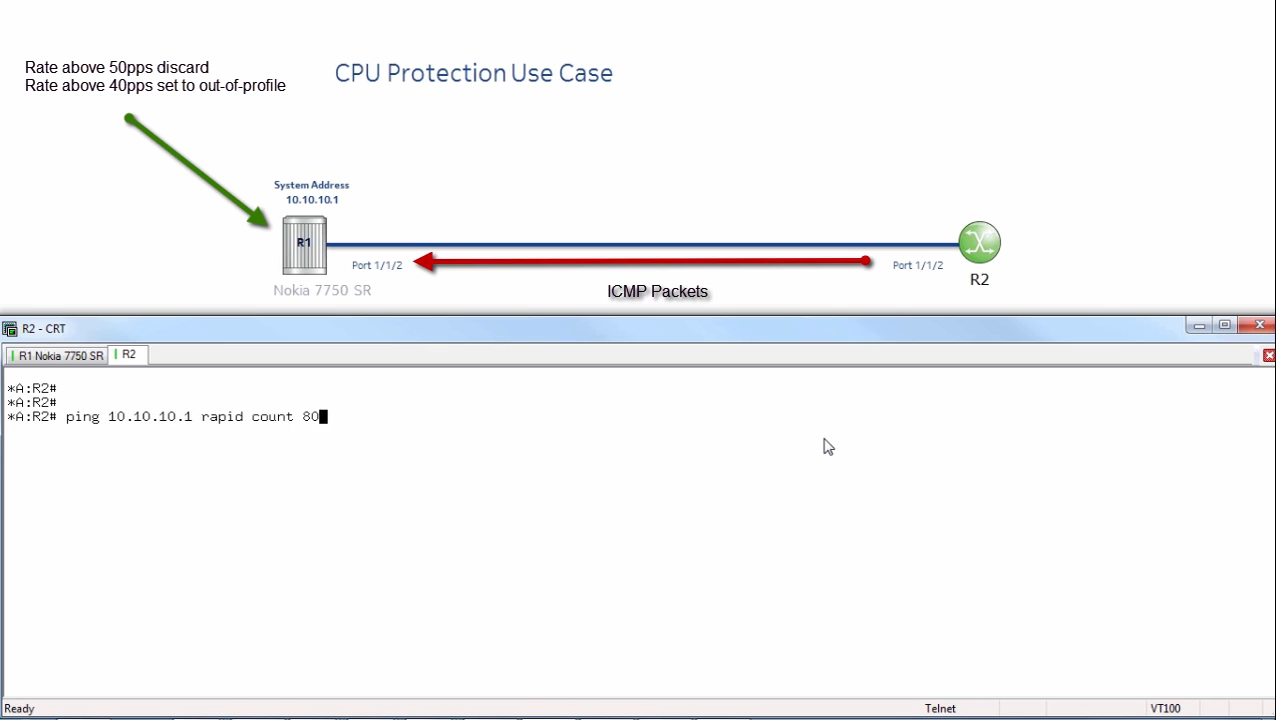 Rate above 50pps discard
Rate above 40pps set to out-of-profile
CPU Protection Use Case
System Address
10.10.10.1
R1
Port 1/1/2
Port 1/1/2
Nokia 7750 SR
ICMP Packets
R2
R2 - CRT
R1 Nokia 7750 SR
R2
*A:R2#
*A:R2#
*A:R2# ping 10.10.10.1 rapid count 80
Ready
Telnet
VT100